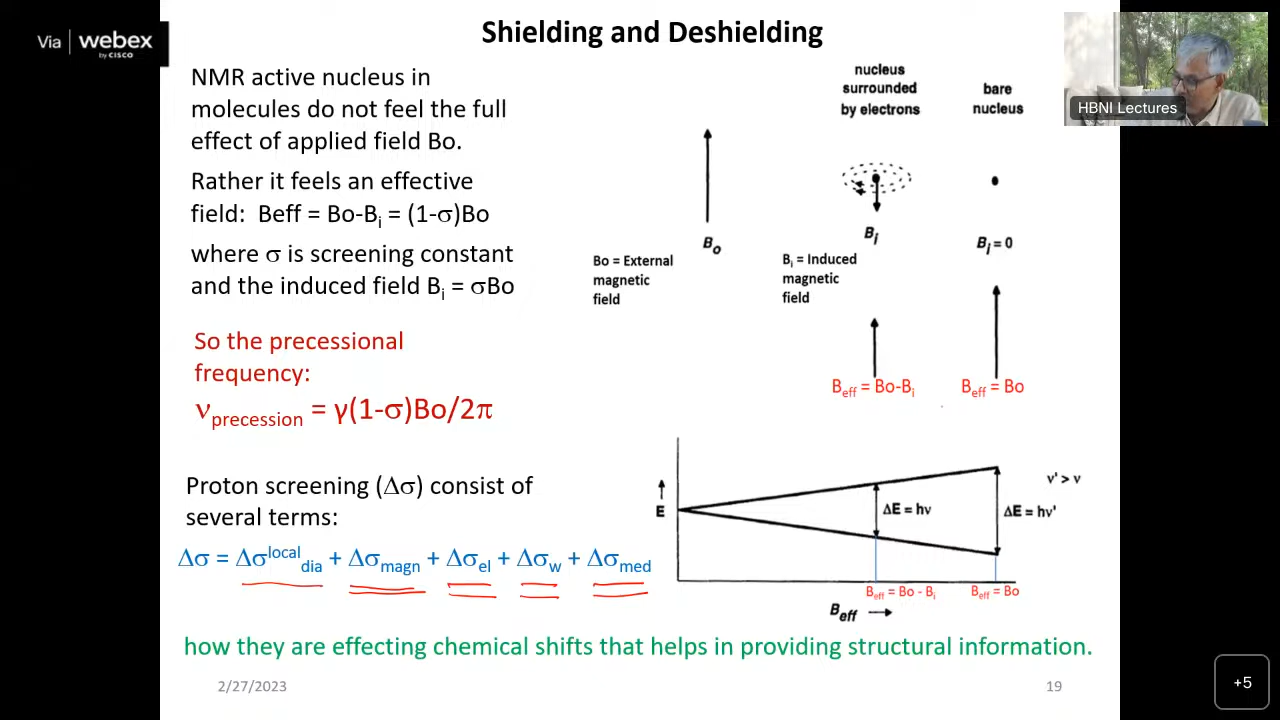 Via webex
by CISCO
Shielding and Deshielding
HBNI Lectures
NMR active nucleus in
molecules do not feel the full
effect of applied field Bo.
Rather it feels an effective
field: Beff = Bo-Bi = (1-σ)Bo
where σ is screening constant
and the induced field Bi = σBo
So the precessional
frequency:
νprecession = γ(1-σ)Bo/2π
Proton screening (Δσ) consist of
several terms:
Δσ = Δσlocaldia + Δσmagn + Δσel + Δσw + Δσmed
nucleus
surrounded
by electrons
bare
nucleus
Bo
Bi
Bi = 0
Bo = External
magnetic
field
Bi = Induced
magnetic
field
Beff = Bo-Bi
Beff = Bo
E
ΔE = hν
ΔE = hν'
ν' > ν
Beff = Bo - Bi
Beff = Bo
Beff
how they are effecting chemical shifts that helps in providing structural information.
2/27/2023
19
+5